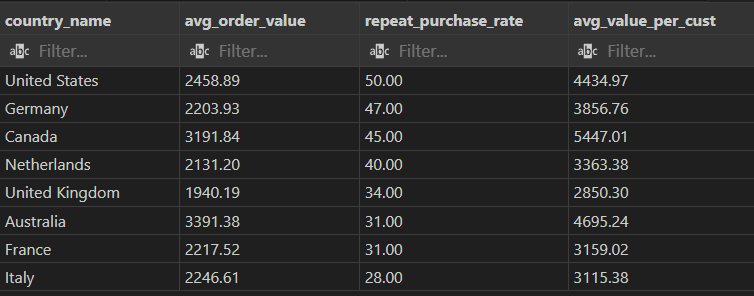 country_name avg_order_value repeat_purchase_rate avg_value_per_cust
abc Filter... abc Filter... abc Filter... abc Filter...
United States 2458.89 50.00 4434.97
Germany 2203.93 47.00 3856.76
Canada 3191.84 45.00 5447.01
Netherlands 2131.20 40.00 3363.38
United Kingdom 1940.19 34.00 2850.30
Australia 3391.38 31.00 4695.24
France 2217.52 31.00 3159.02
Italy 2246.61 28.00 3115.38